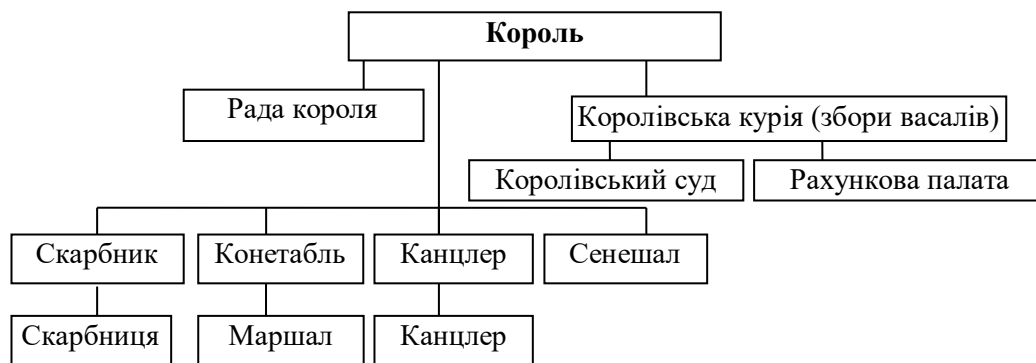 Король
Рада короля
Королівська курія (збори васалів)
Королівський суд
Рахункова палата
Скарбник
Конетабль
Канцлер
Сенешал
Скарбниця
Маршал
Канцлер